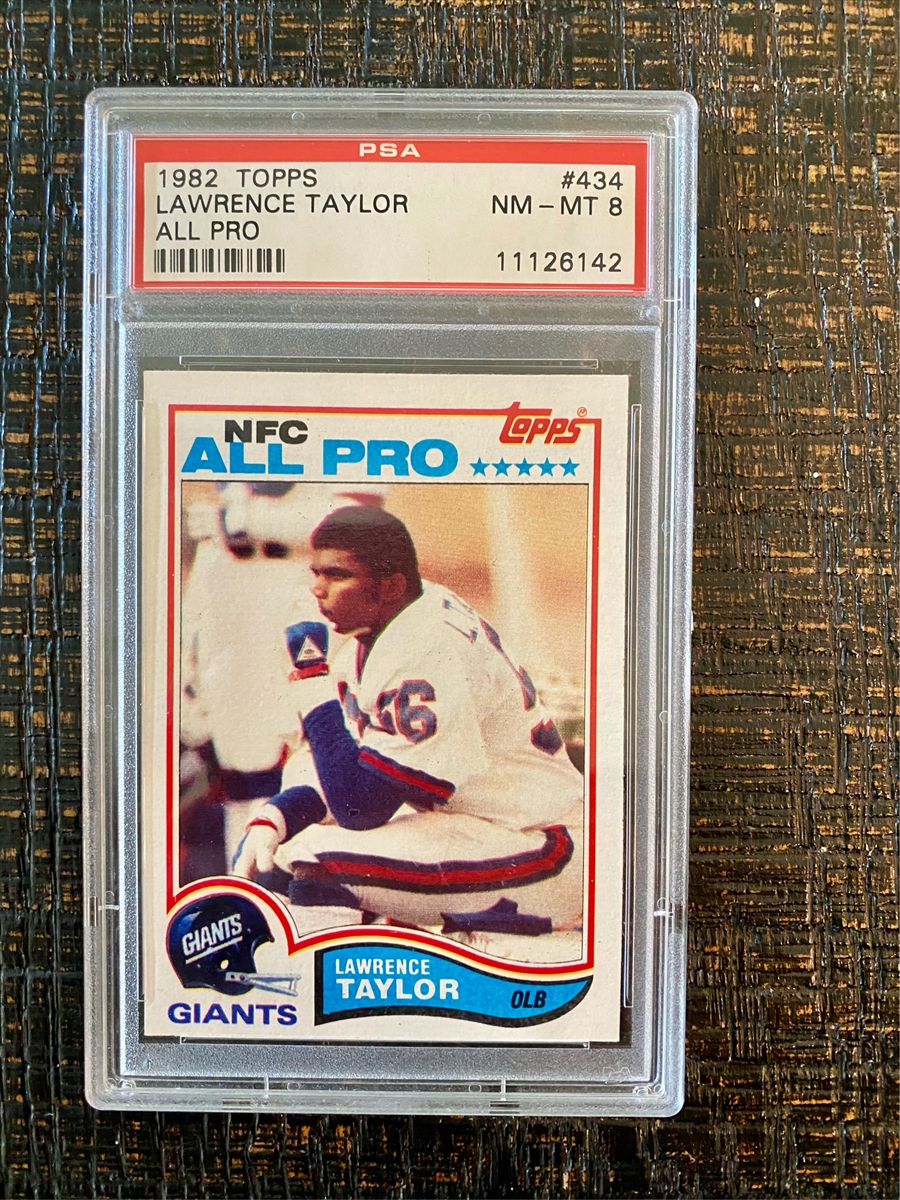 PSA
1982 TOPPS #434
LAWRENCE TAYLOR NM-MT 8
ALL PRO
11126142
NFC
ALL PRO
topps®
56
GIANTS
GIANTS
LAWRENCE
TAYLOR
OLB